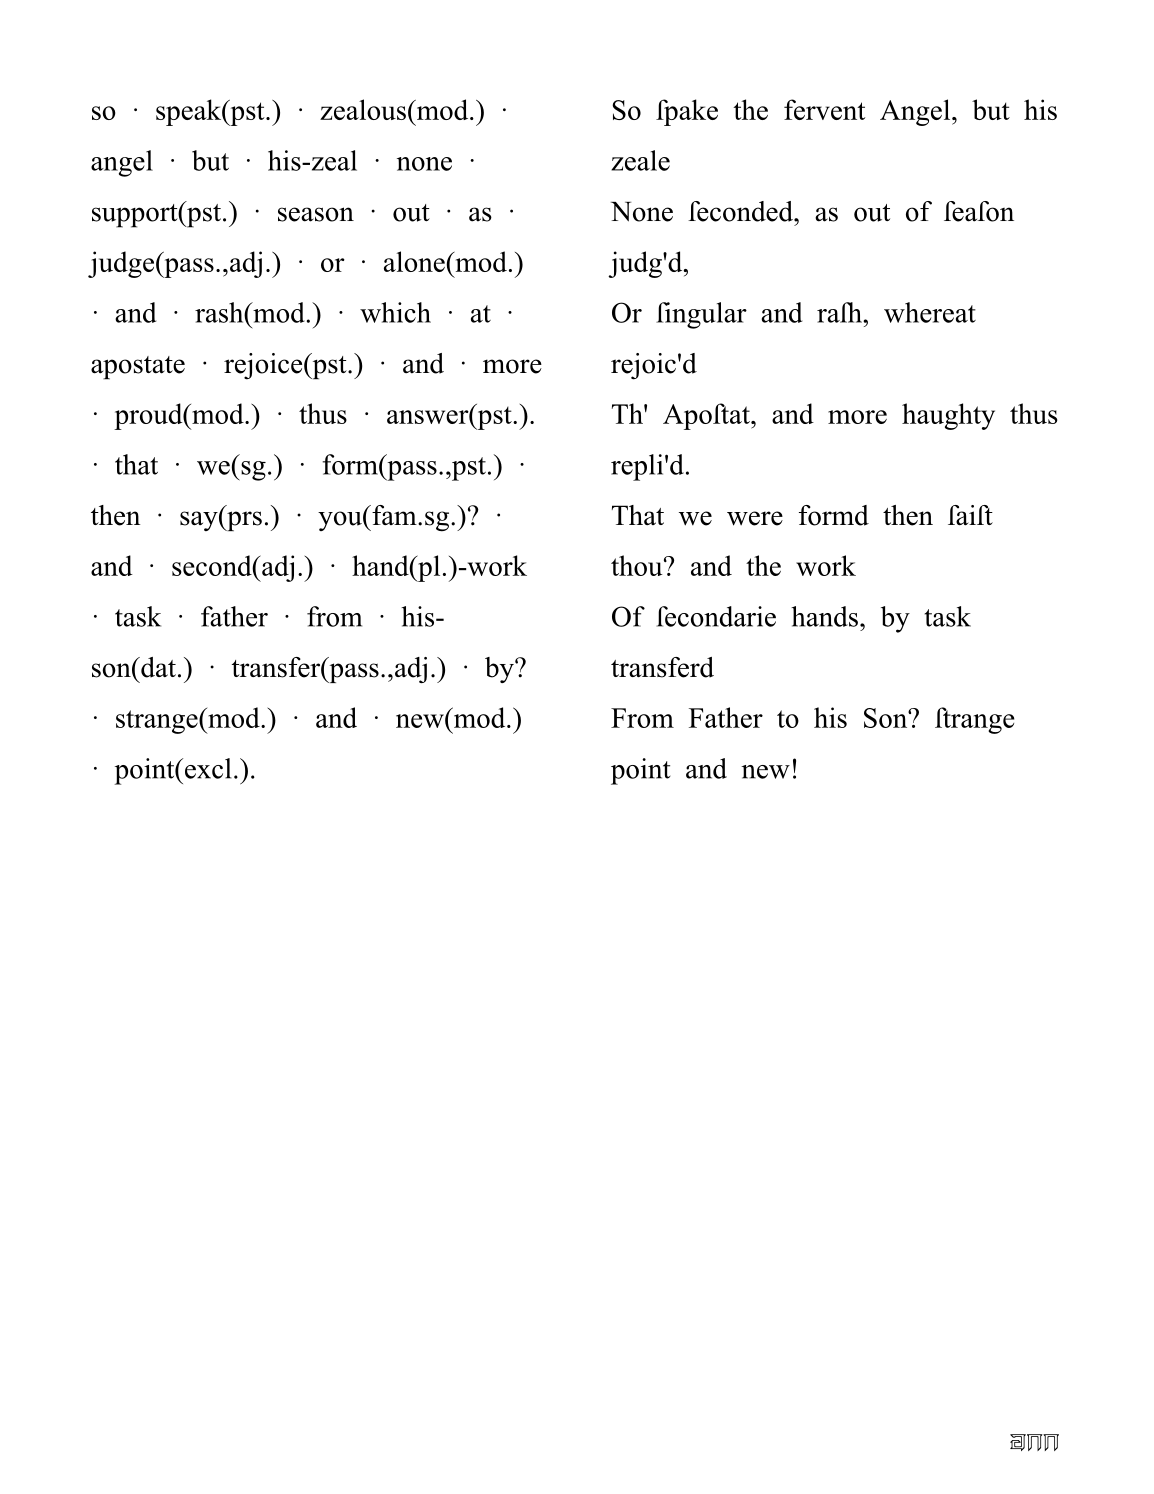 so · speak(pst.) · zealous(mod.) ·
angel · but · his-zeal · none ·
support(pst.) · season · out · as ·
judge(pass.,adj.) · or · alone(mod.)
· and · rash(mod.) · which · at ·
apostate · rejoice(pst.) · and · more
· proud(mod.) · thus · answer(pst.).
· that · we(sg.) · form(pass.,pst.) ·
then · say(prs.) · you(fam.sg.)? ·
and · second(adj.) · hand(pl.)-work
· task · father · from · his-
son(dat.) · transfer(pass.,adj.) · by?
· strange(mod.) · and · new(mod.)
· point(excl.).
So ſpake the fervent Angel, but his
zeale
None ſeconded, as out of ſeaſon
judg'd,
Or ſingular and raſh, whereat
rejoic'd
Th' Apoſtat, and more haughty thus
repli'd.
That we were formd then ſaiſt
thou? and the work
Of ſecondarie hands, by task
transferd
From Father to his Son? ſtrange
point and new!
ann